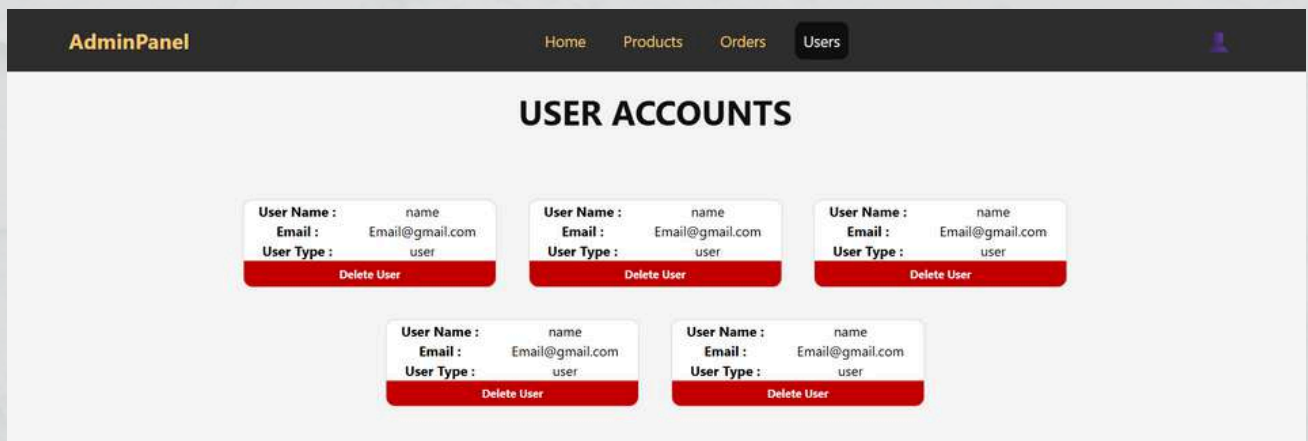 AdminPanel Home Products Orders Users
USER ACCOUNTS
User Name : name
Email : Email@gmail.com
User Type : user
Delete User
User Name : name
Email : Email@gmail.com
User Type : user
Delete User
User Name : name
Email : Email@gmail.com
User Type : user
Delete User
User Name : name
Email : Email@gmail.com
User Type : user
Delete User
User Name : name
Email : Email@gmail.com
User Type : user
Delete User